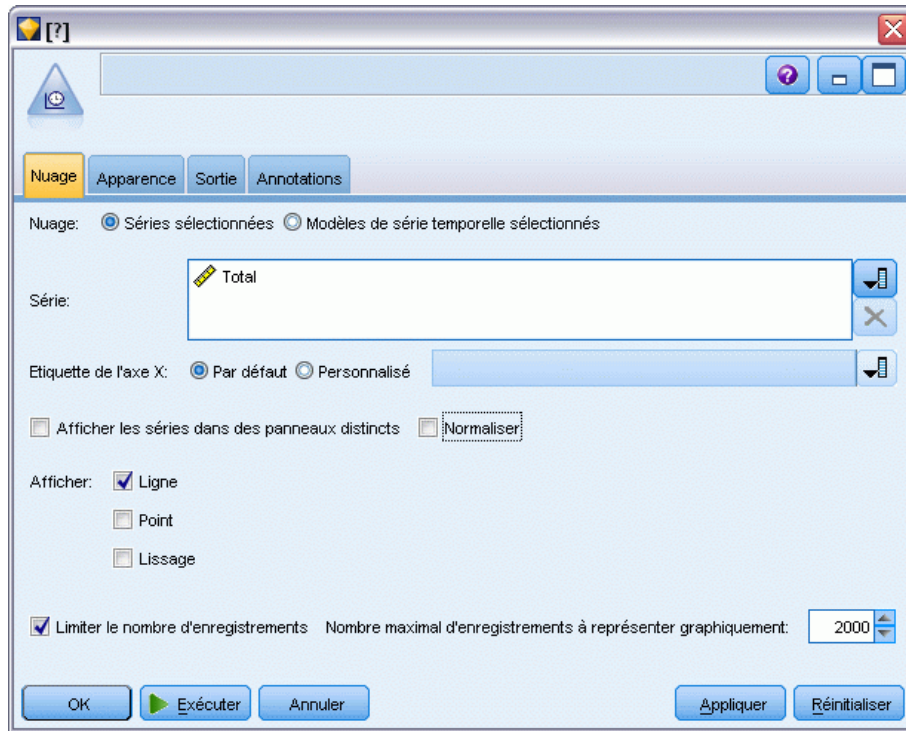 [?]
Nuage Apparence Sortie Annotations
Nuage: Séries sélectionnées Modèles de série temporelle sélectionnés
Série: Total
Etiquette de l'axe X: Par défaut Personnalisé
Afficher les séries dans des panneaux distincts Normaliser
Afficher: Ligne
Point
Lissage
Limiter le nombre d'enregistrements Nombre maximal d'enregistrements à représenter graphiquement: 2000
OK Exécuter Annuler Appliquer Réinitialiser